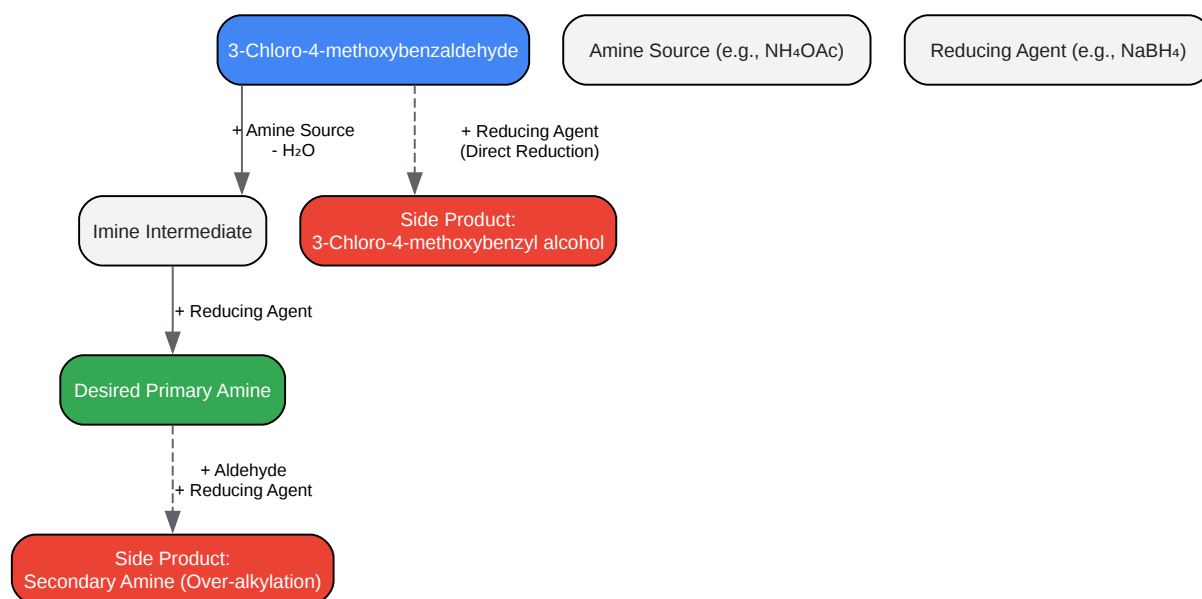 3-Chloro-4-methoxybenzaldehyde
Amine Source (e.g., NH₄OAc)
Reducing Agent (e.g., NaBH₄)
+ Amine Source
- H₂O
+ Reducing Agent
(Direct Reduction)
Imine Intermediate
Side Product:
3-Chloro-4-methoxybenzyl alcohol
+ Reducing Agent
Desired Primary Amine
+ Aldehyde
+ Reducing Agent
Side Product:
Secondary Amine (Over-alkylation)